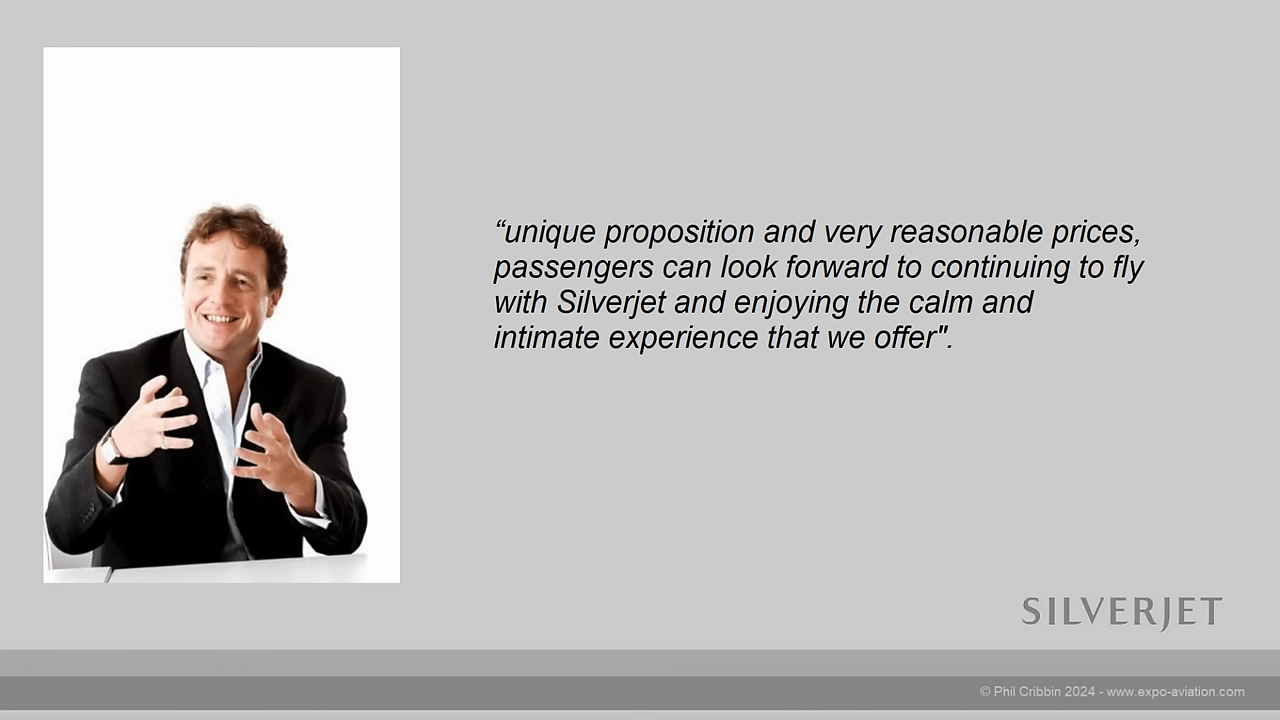 “unique proposition and very reasonable prices,
passengers can look forward to continuing to fly
with Silverjet and enjoying the calm and
intimate experience that we offer".
SILVERJET
© Phil Cribbin 2024 - www.expo-aviation.com